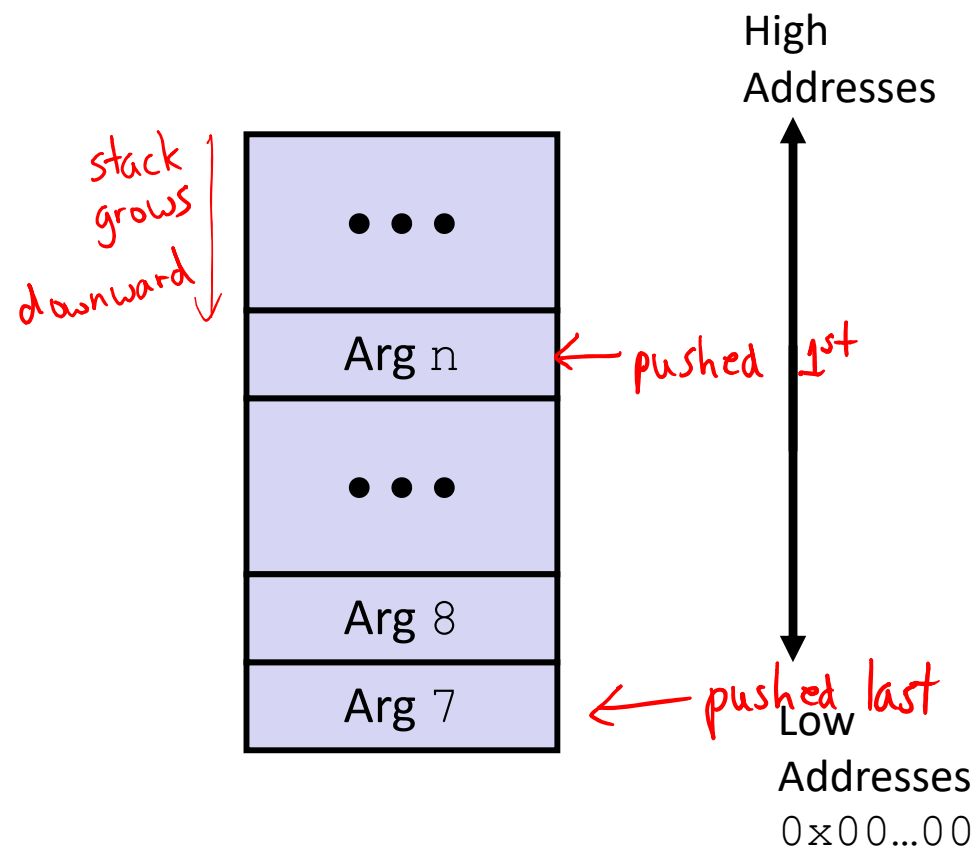 High
Addresses
stack
grows
downward
•••
Arg n
pushed 1st
•••
Arg 8
Arg 7
pushed last
Low
Addresses
0x00…00